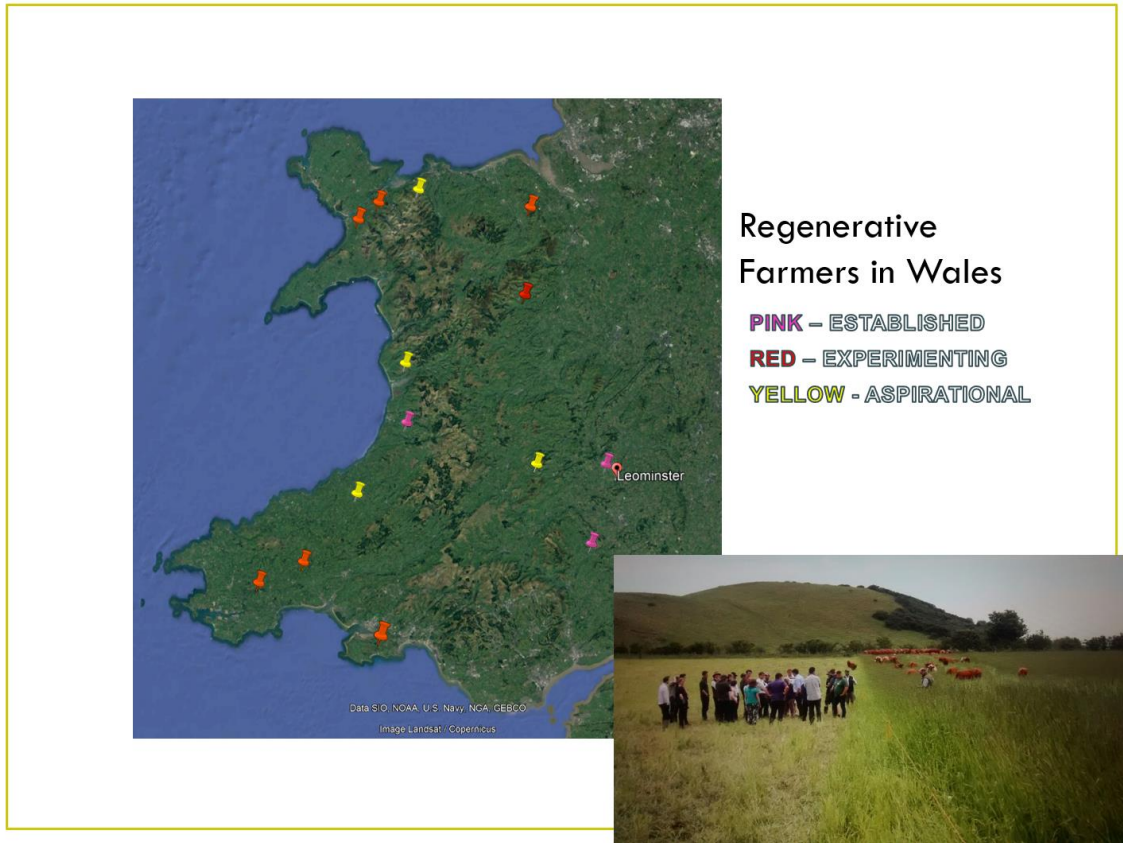 Regenerative
Farmers in Wales
PINK – ESTABLISHED
RED – EXPERIMENTING
YELLOW - ASPIRATIONAL
Leominster
Data SIO, NOAA, U.S. Navy, NGA, GEBCO
Image Landsat / Copernicus